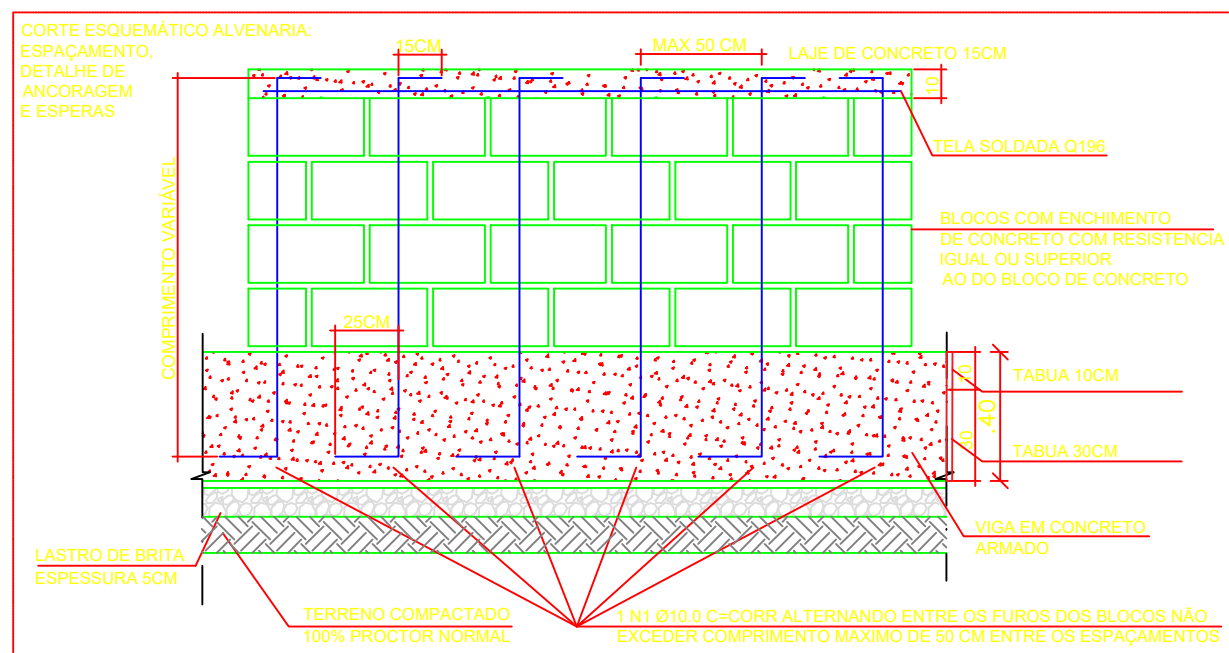 CORTE ESQUEMÁTICO ALVENARIA:
ESPAÇAMENTO,
DETALHE DE
ANCORAGEM
E ESPERAS
15CM
MAX 50 CM
LAJE DE CONCRETO 15CM
10
TELA SOLDADA Q196
COMPRIMENTO VARIÁVEL
BLOCOS COM ENCHIMENTO
DE CONCRETO COM RESISTENCIA
IGUAL OU SUPERIOR
AO DO BLOCO DE CONCRETO
25CM
10
TABUA 10CM
.40
30
TABUA 30CM
VIGA EM CONCRETO
ARMADO
LASTRO DE BRITA
ESPESSURA 5CM
TERRENO COMPACTADO
100% PROCTOR NORMAL
1 N1 Ø10.0 C=CORR ALTERNANDO ENTRE OS FUROS DOS BLOCOS NÃO
EXCEDER COMPRIMENTO MAXIMO DE 50 CM ENTRE OS ESPAÇAMENTOS